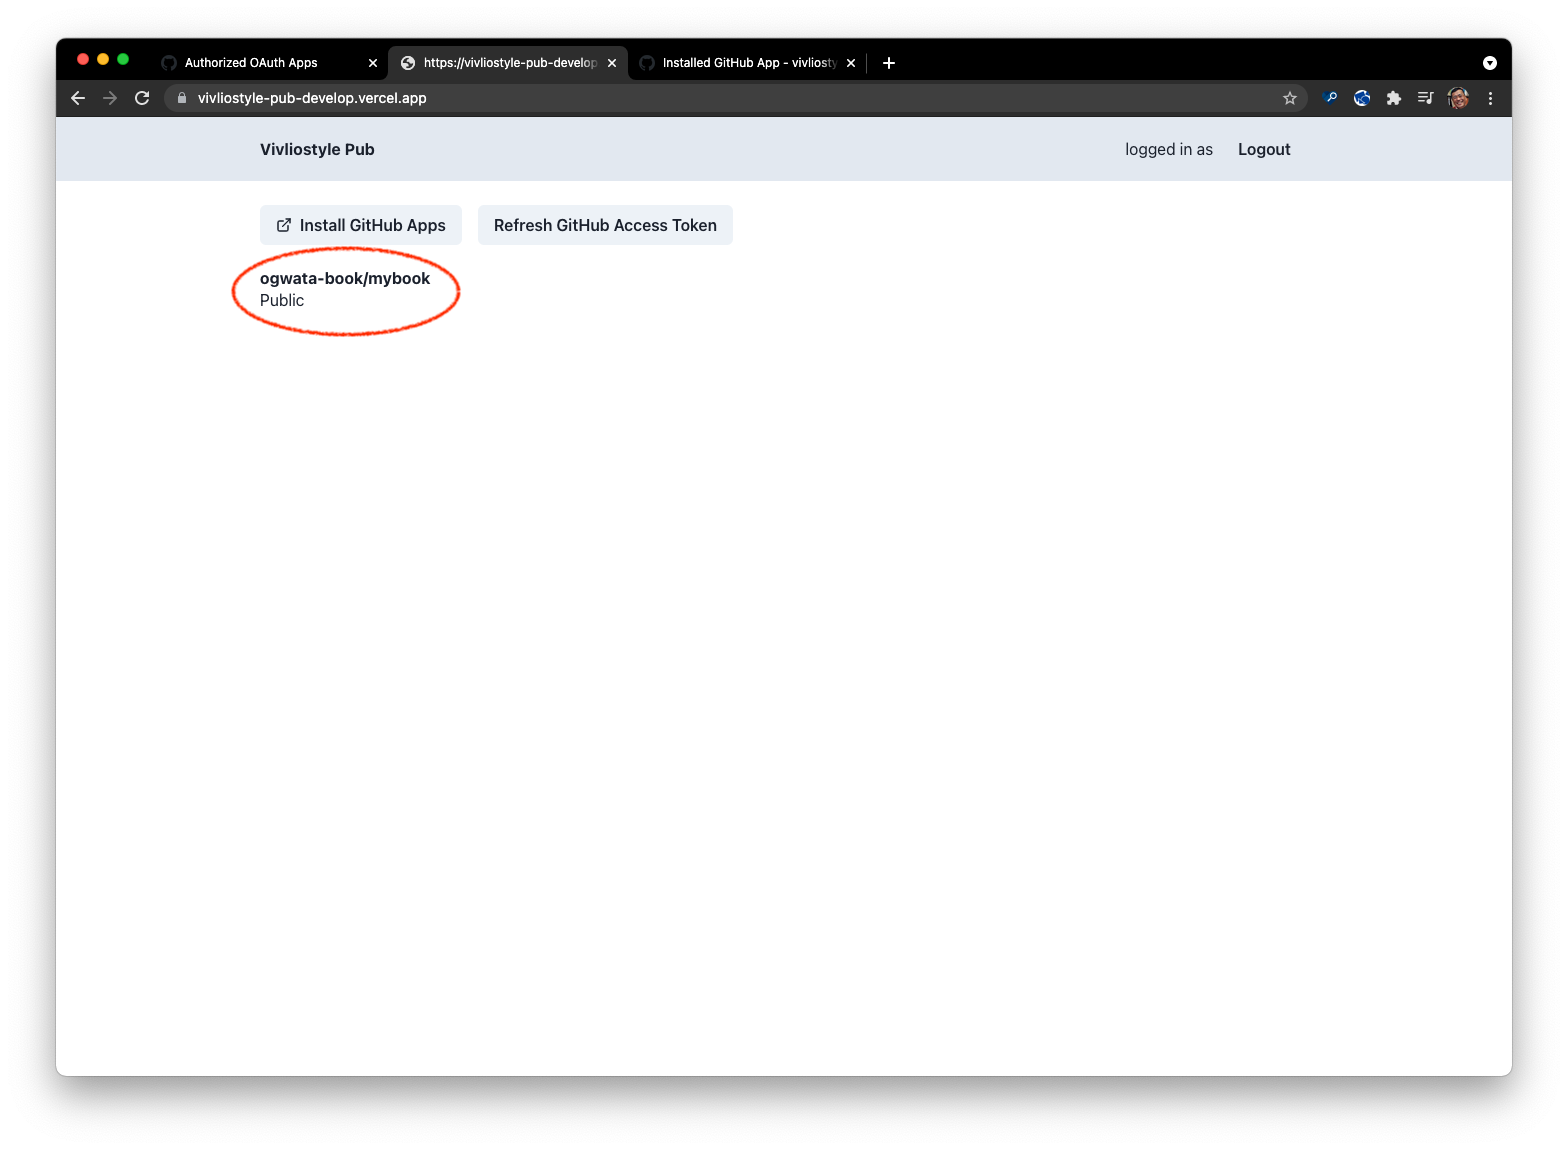 Authorized OAuth Apps
https://vivliostyle-pub-develop
Installed GitHub App - vivliosty
vivliostyle-pub-develop.vercel.app
Vivliostyle Pub
logged in as
Logout
Install GitHub Apps
Refresh GitHub Access Token
ogwata-book/mybook
Public